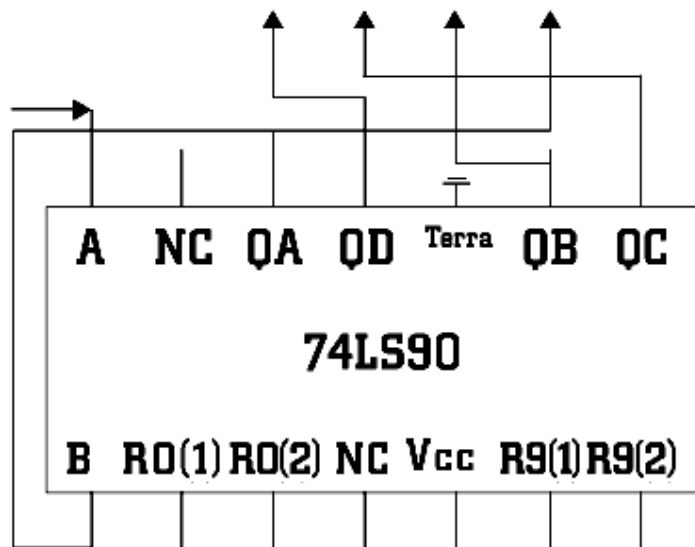 A NC QA QD Terra QB QC
74LS90
B R0(1) R0(2) NC Vcc R9(1) R9(2)